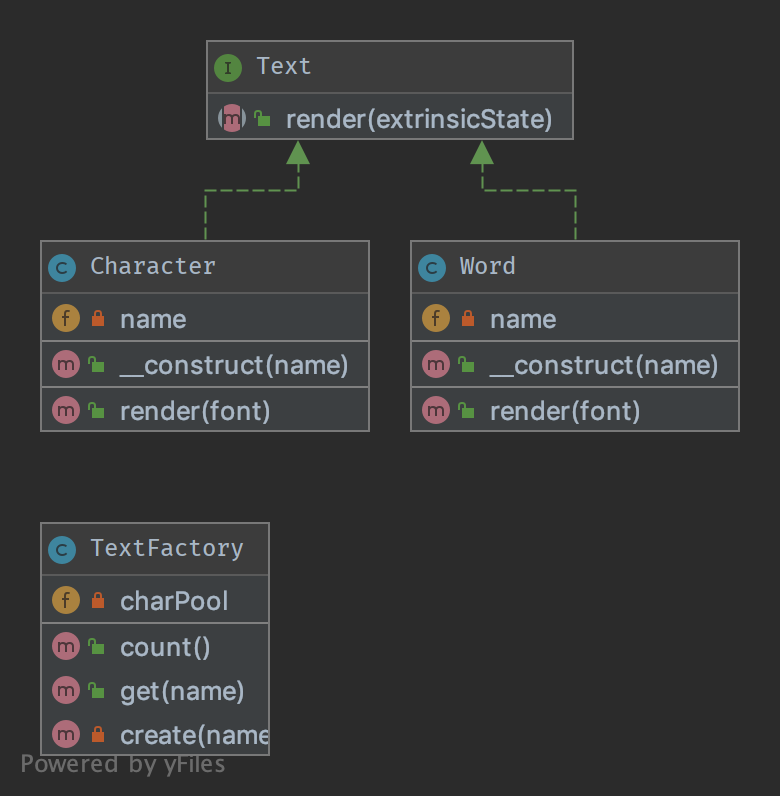 I Text
m render(extrinsicState)
C Character
f name
m __construct(name)
m render(font)
C Word
f name
m __construct(name)
m render(font)
C TextFactory
f charPool
m count()
m get(name)
m create(name
Powered by yFiles